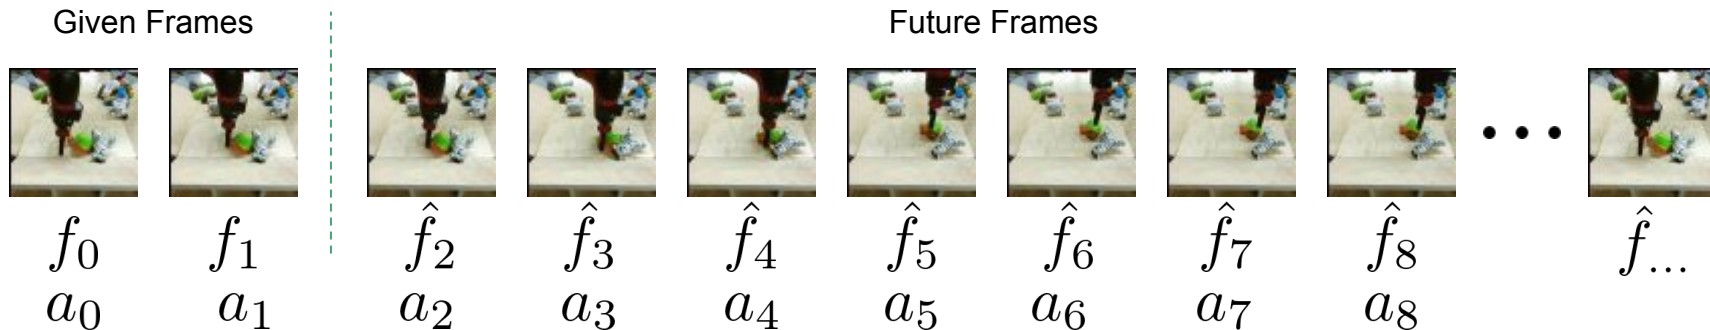 Given Frames Future Frames
f₀ f₁ f̂₂ f̂₃ f̂₄ f̂₅ f̂₆ f̂₇ f̂₈ ••• f̂...
a₀ a₁ a₂ a₃ a₄ a₅ a₆ a₇ a₈